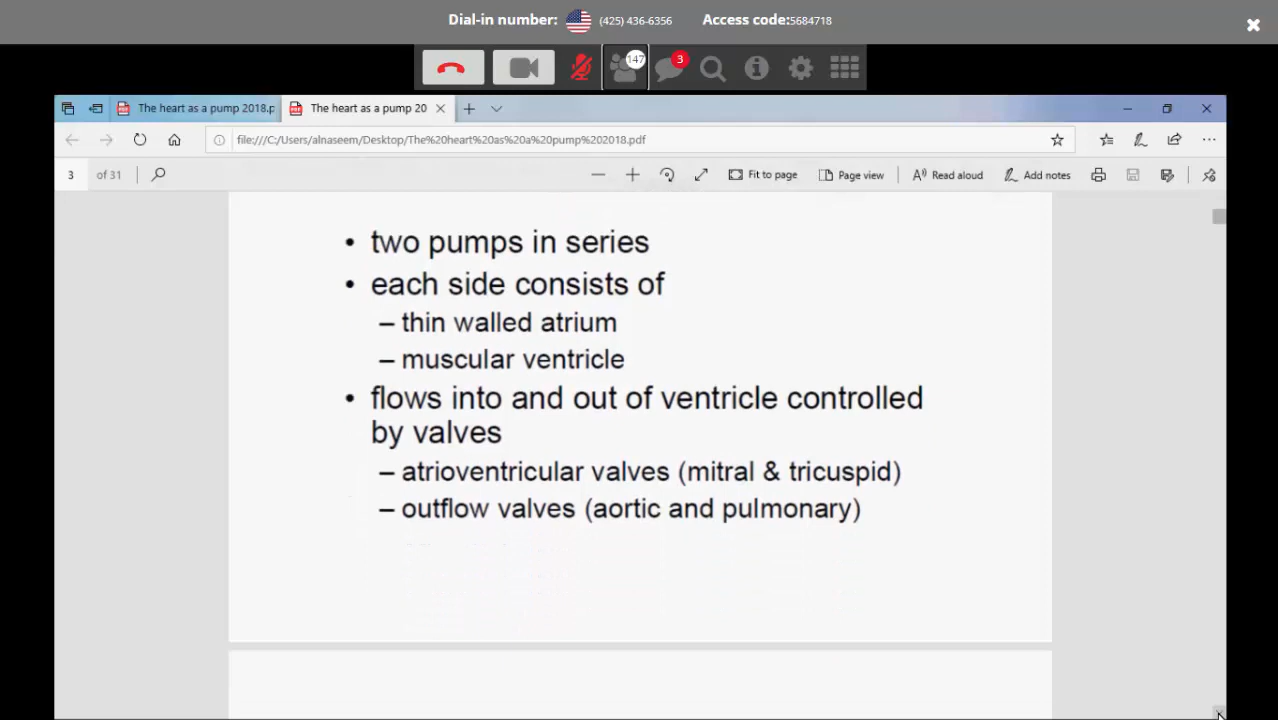 Dial-in number: (425) 436-6356 Access code:5684718
147 3
The heart as a pump 2018.p The heart as a pump 20
file:///C:/Users/alnaseem/Desktop/The%20heart%20as%20a%20pump%202018.pdf
3 of 31 Fit to page Page view Read aloud Add notes
• two pumps in series
• each side consists of
– thin walled atrium
– muscular ventricle
• flows into and out of ventricle controlled
by valves
– atrioventricular valves (mitral & tricuspid)
– outflow valves (aortic and pulmonary)